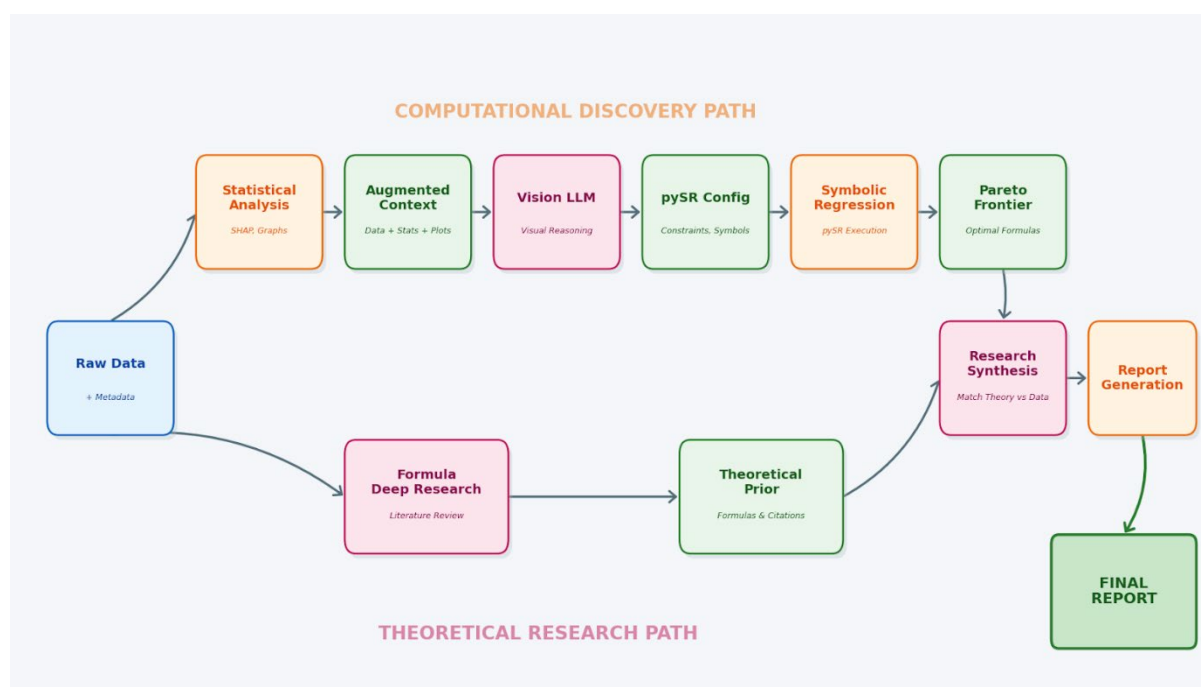 COMPUTATIONAL DISCOVERY PATH
Statistical
Analysis
SHAP, Graphs
Augmented
Context
Data + Stats + Plots
Vision LLM
Visual Reasoning
pySR Config
Constraints, Symbols
Symbolic
Regression
pySR Execution
Pareto
Frontier
Optimal Formulas
Raw Data
+ Metadata
Research
Synthesis
Match Theory vs Data
Report
Generation
Formula
Deep Research
Literature Review
Theoretical
Prior
Formulas & Citations
FINAL
REPORT
THEORETICAL RESEARCH PATH